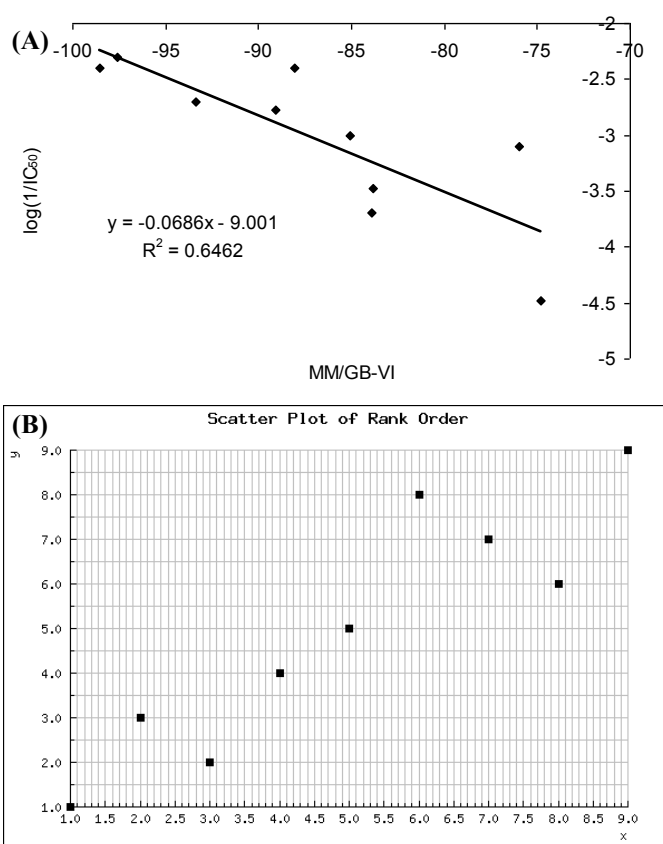 (A)
-100 -95 -90 -85 -80 -75 -70
-2
-2.5
-3
-3.5
-4
-4.5
-5
log(1/IC50)
y = -0.0686x - 9.001
R² = 0.6462
MM/GB-VI
(B)
Scatter Plot of Rank Order
y
9.0
8.0
7.0
6.0
5.0
4.0
3.0
2.0
1.0
1.0 1.5 2.0 2.5 3.0 3.5 4.0 4.5 5.0 5.5 6.0 6.5 7.0 7.5 8.0 8.5 9.0
x